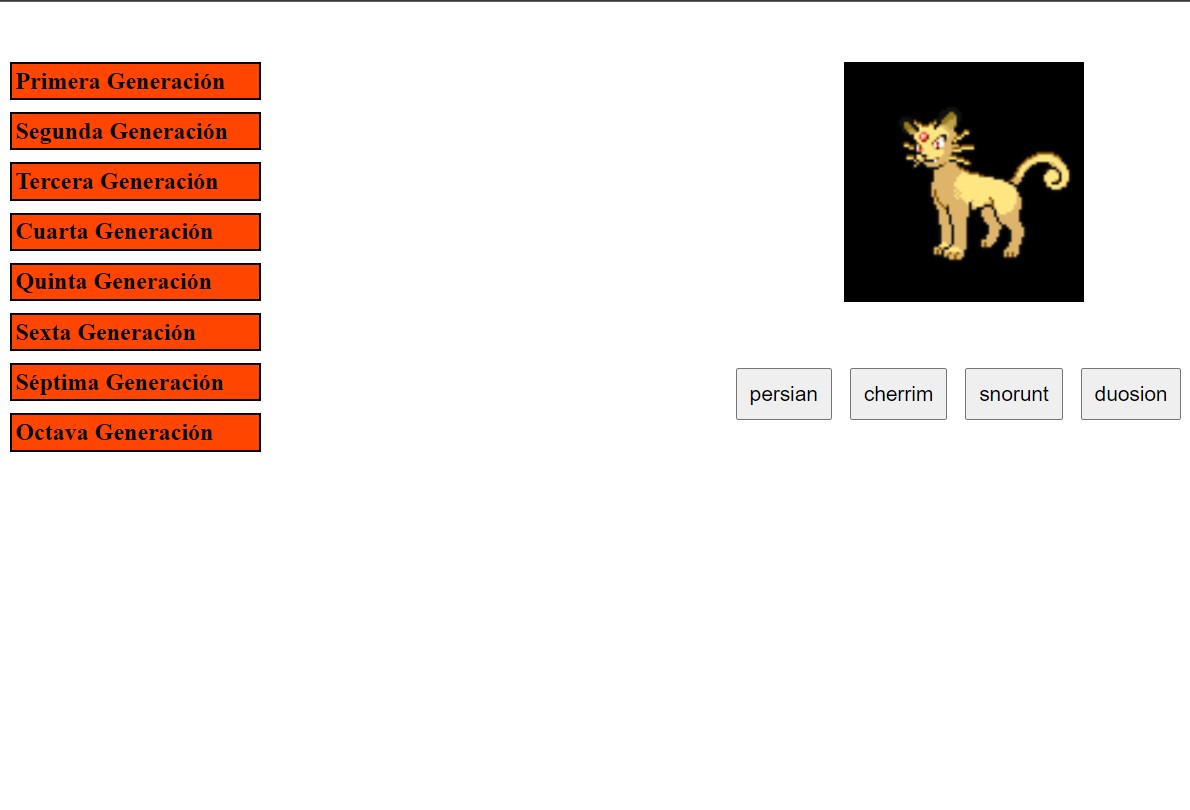 Primera Generación
Segunda Generación
Tercera Generación
Cuarta Generación
Quinta Generación
Sexta Generación
Séptima Generación
Octava Generación
persian cherrim snorunt duosion